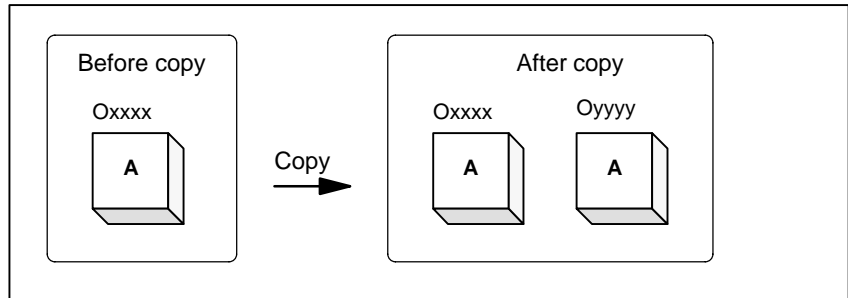 Before copy
Oxxxx
A
Copy
After copy
Oxxxx
Oyyyy
A
A